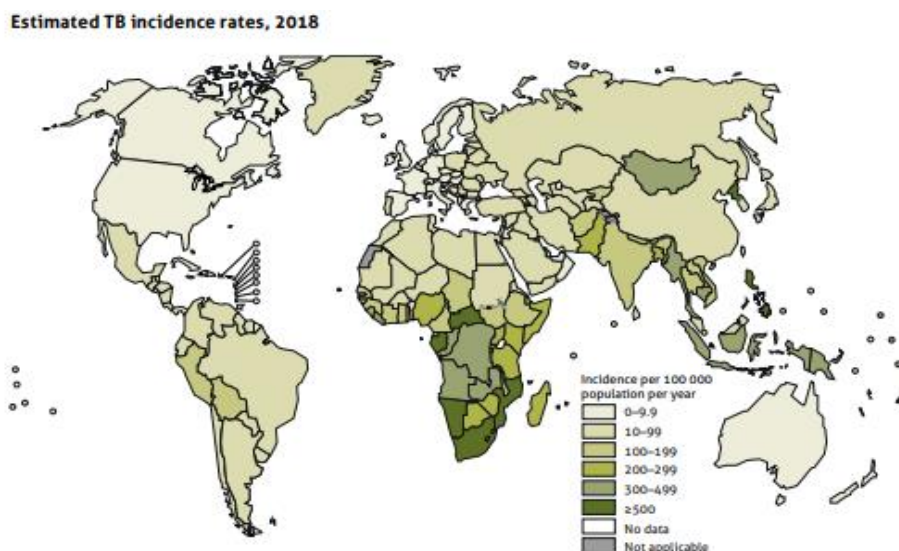 Estimated TB incidence rates, 2018
Incidence per 100 000
population per year
0–9.9
10–99
100–199
200–299
300–499
≥500
No data
Not applicable